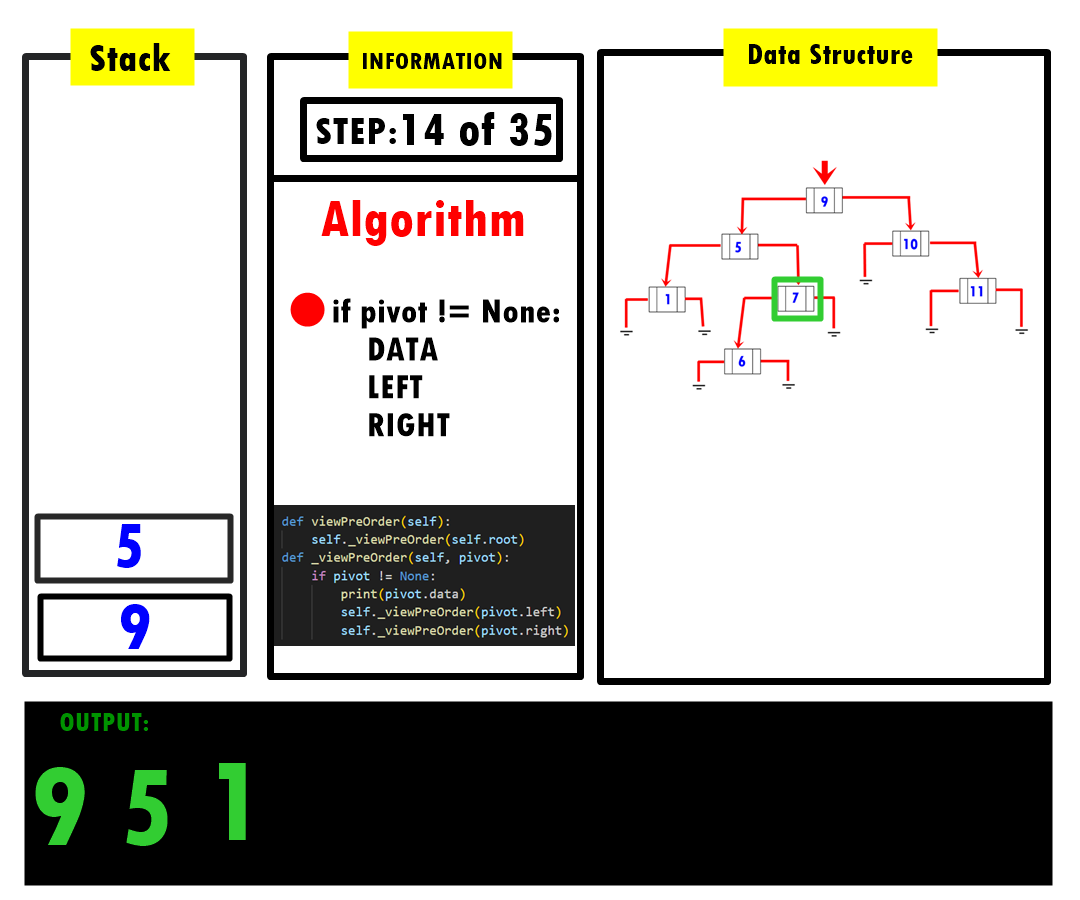 Stack
5
9
INFORMATION
STEP:14 of 35
Algorithm
if pivot != None:
DATA
LEFT
RIGHT
def viewPreOrder(self):
self._viewPreOrder(self.root)
def _viewPreOrder(self, pivot):
if pivot != None:
print(pivot.data)
self._viewPreOrder(pivot.left)
self._viewPreOrder(pivot.right)
Data Structure
9
5
10
1
7
11
6
OUTPUT:
9 5 1